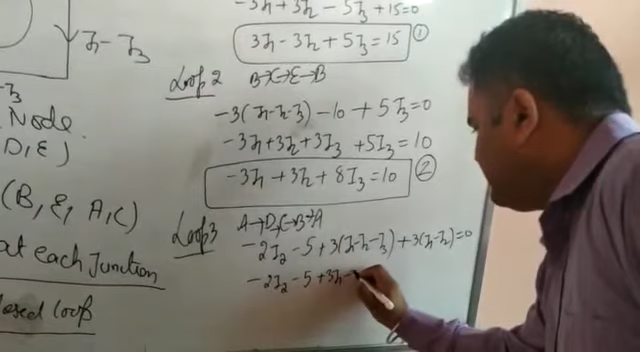 -3I₁ + 3I₂ - 5I₃ + 15 = 0
3I₁ - 3I₂ + 5I₃ = 15 ①
I₁ - I₃
Loop 2 B→C→E→B
-3(I₁-I₂-I₃) - 10 + 5I₃ = 0
-3I₁ + 3I₂ + 3I₃ + 5I₃ = 10
-3I₁ + 3I₂ + 8I₃ = 10 ②
Node
D, E)
(B, E, A, C)
at each Junction
closed loop
Loop 3 A→D→C→B→A
-2I₂ - 5 + 3(I₁-I₂-I₃) + 3(I₁-I₂) = 0
-2I₂ - 5 + 3I₁ -